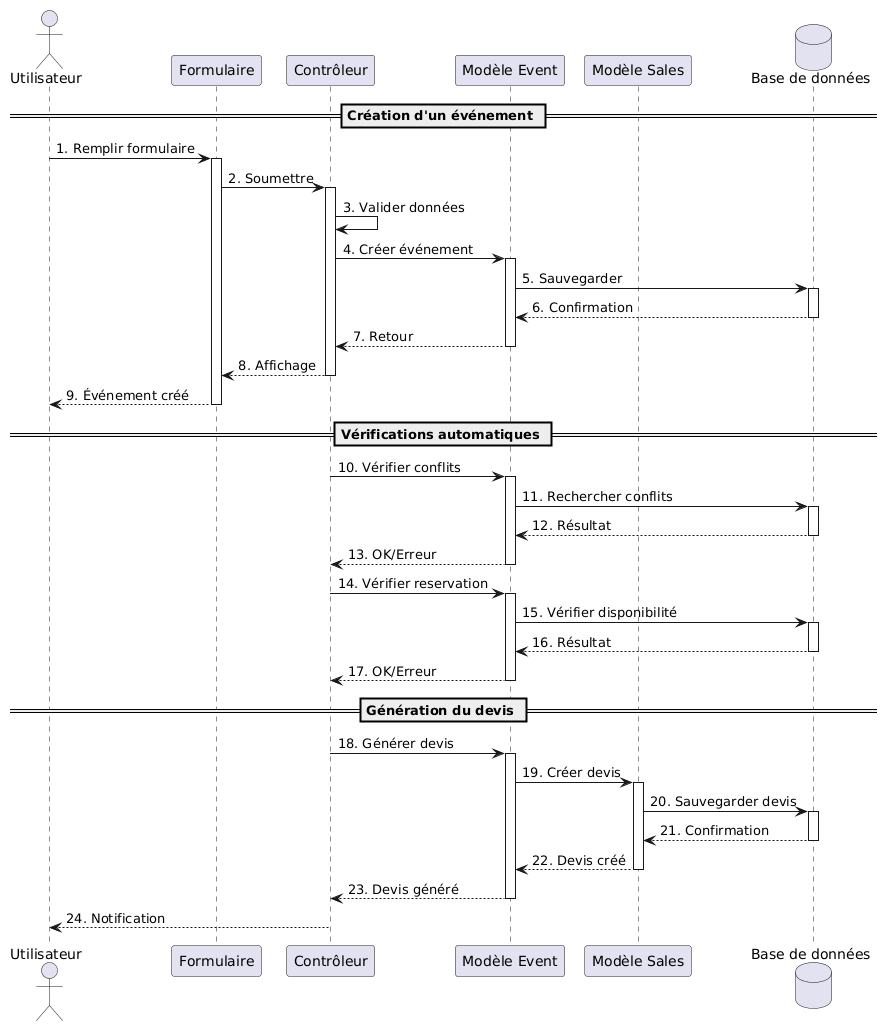 Utilisateur
Formulaire
Contrôleur
Modèle Event
Modèle Sales
Base de données
Création d'un événement
1. Remplir formulaire
2. Soumettre
3. Valider données
4. Créer événement
5. Sauvegarder
6. Confirmation
7. Retour
8. Affichage
9. Événement créé
Vérifications automatiques
10. Vérifier conflits
11. Rechercher conflits
12. Résultat
13. OK/Erreur
14. Vérifier reservation
15. Vérifier disponibilité
16. Résultat
17. OK/Erreur
Génération du devis
18. Générer devis
19. Créer devis
20. Sauvegarder devis
21. Confirmation
22. Devis créé
23. Devis généré
24. Notification
Utilisateur
Formulaire
Contrôleur
Modèle Event
Modèle Sales
Base de données